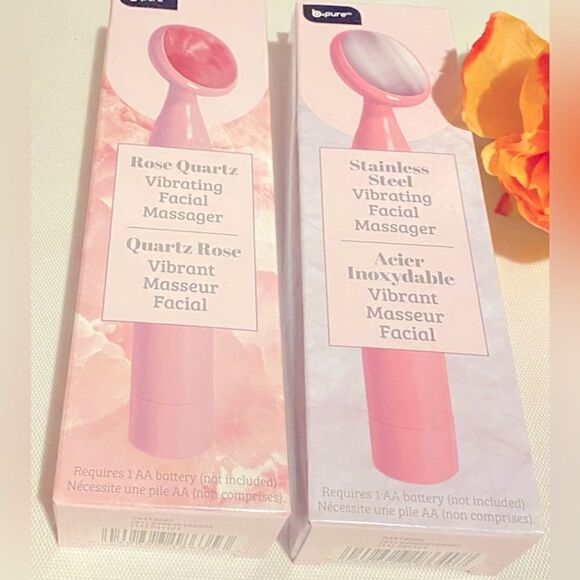 Rose Quartz
Vibrating
Facial
Massager
Quartz Rose
Vibrant
Masseur
Facial
Requires 1 AA battery (not included).
Nécessite une pile AA (non comprises).
b.pure™
Stainless
Steel
Vibrating
Facial
Massager
Acier
Inoxydable
Vibrant
Masseur
Facial
Requires 1 AA battery (not included)
Nécessite une pile AA (non comprises).